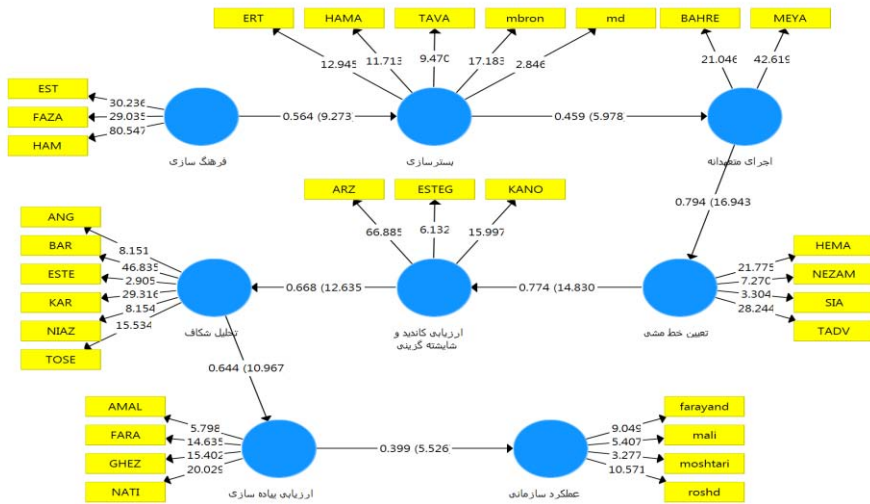 ERT
HAMA
TAVA
mbron
md
BAHRE
MEYA
12.945
11.713
9.470
17.183
2.846
21.046
42.619
EST
FAZA
HAM
30.236
29.035
80.547
0.564 (9.273)
0.459 (5.978)
فرهنگ سازی
بسترسازی
اجرای متعهدانه
0.794 (16.943
ARZ
ESTEG
KANO
66.885
6.132
15.997
ANG
BAR
ESTE
KAR
NIAZ
TOSE
8.151
46.835
2.905
29.316
8.154
15.534
0.668 (12.635
0.774 (14.830
HEMA
NEZAM
SIA
TADV
21.775
7.270
3.304
28.244
تحلیل شکاف
ارزیابی کاندید و
شایسته گزینی
تعیین خط مشی
0.644 (10.967
AMAL
FARA
GHEZ
NATI
5.798
14.635
15.402
20.029
0.399 (5.526)
farayand
mali
moshtari
roshd
9.049
5.407
3.277
10.571
ارزیابی پیاده سازی
عملکرد سازمانی